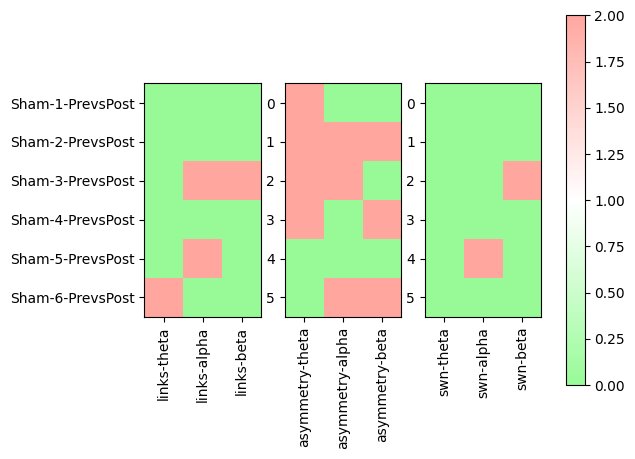 2.00
1.75
1.50
1.25
1.00
0.75
0.50
0.25
0.00
Sham-1-PrevsPost
Sham-2-PrevsPost
Sham-3-PrevsPost
Sham-4-PrevsPost
Sham-5-PrevsPost
Sham-6-PrevsPost
links-theta
links-alpha
links-beta
0
1
2
3
4
5
asymmetry-theta
asymmetry-alpha
asymmetry-beta
0
1
2
3
4
5
swn-theta
swn-alpha
swn-beta